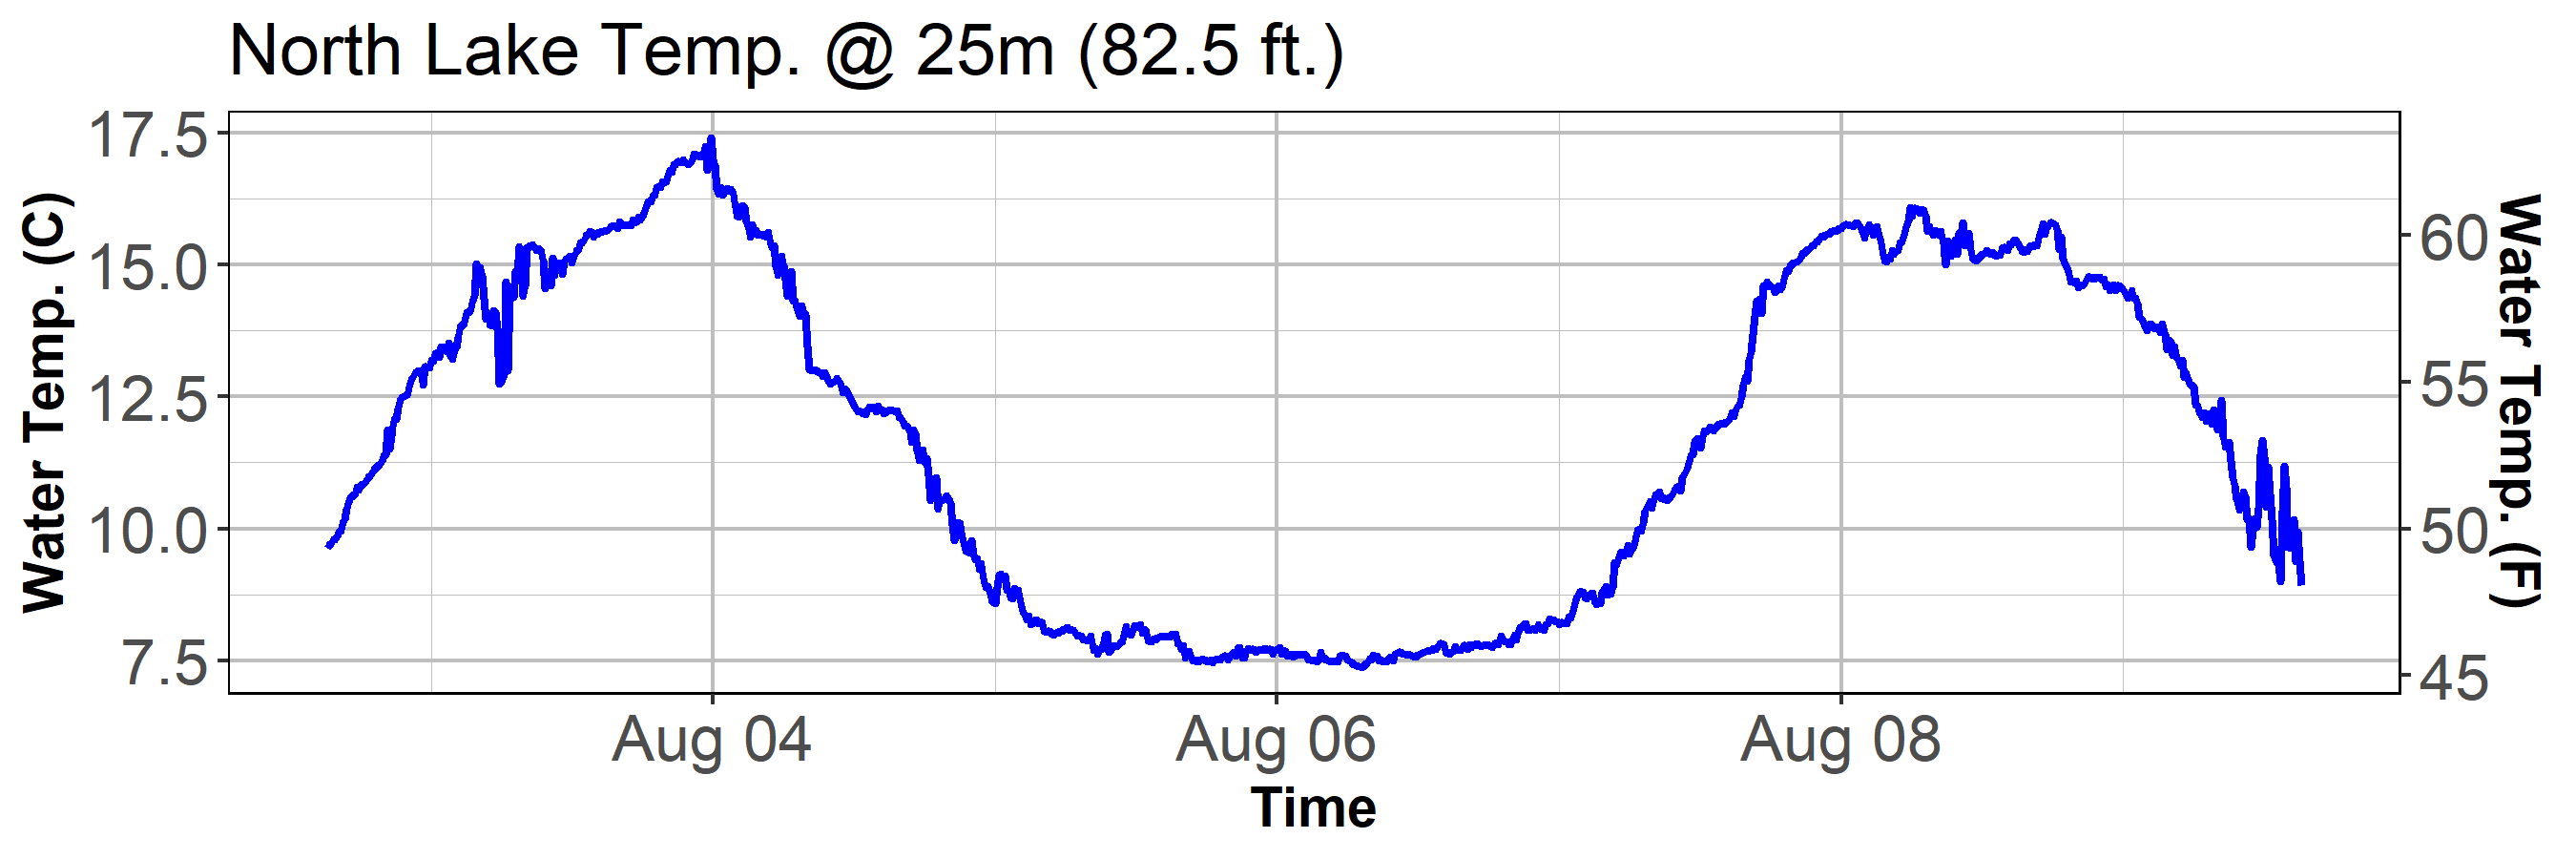 North Lake Temp. @ 25m (82.5 ft.)
Water Temp. (C)
17.5
15.0
12.5
10.0
7.5
60
55
50
45
Water Temp. (F)
Aug 04 Aug 06 Aug 08
Time